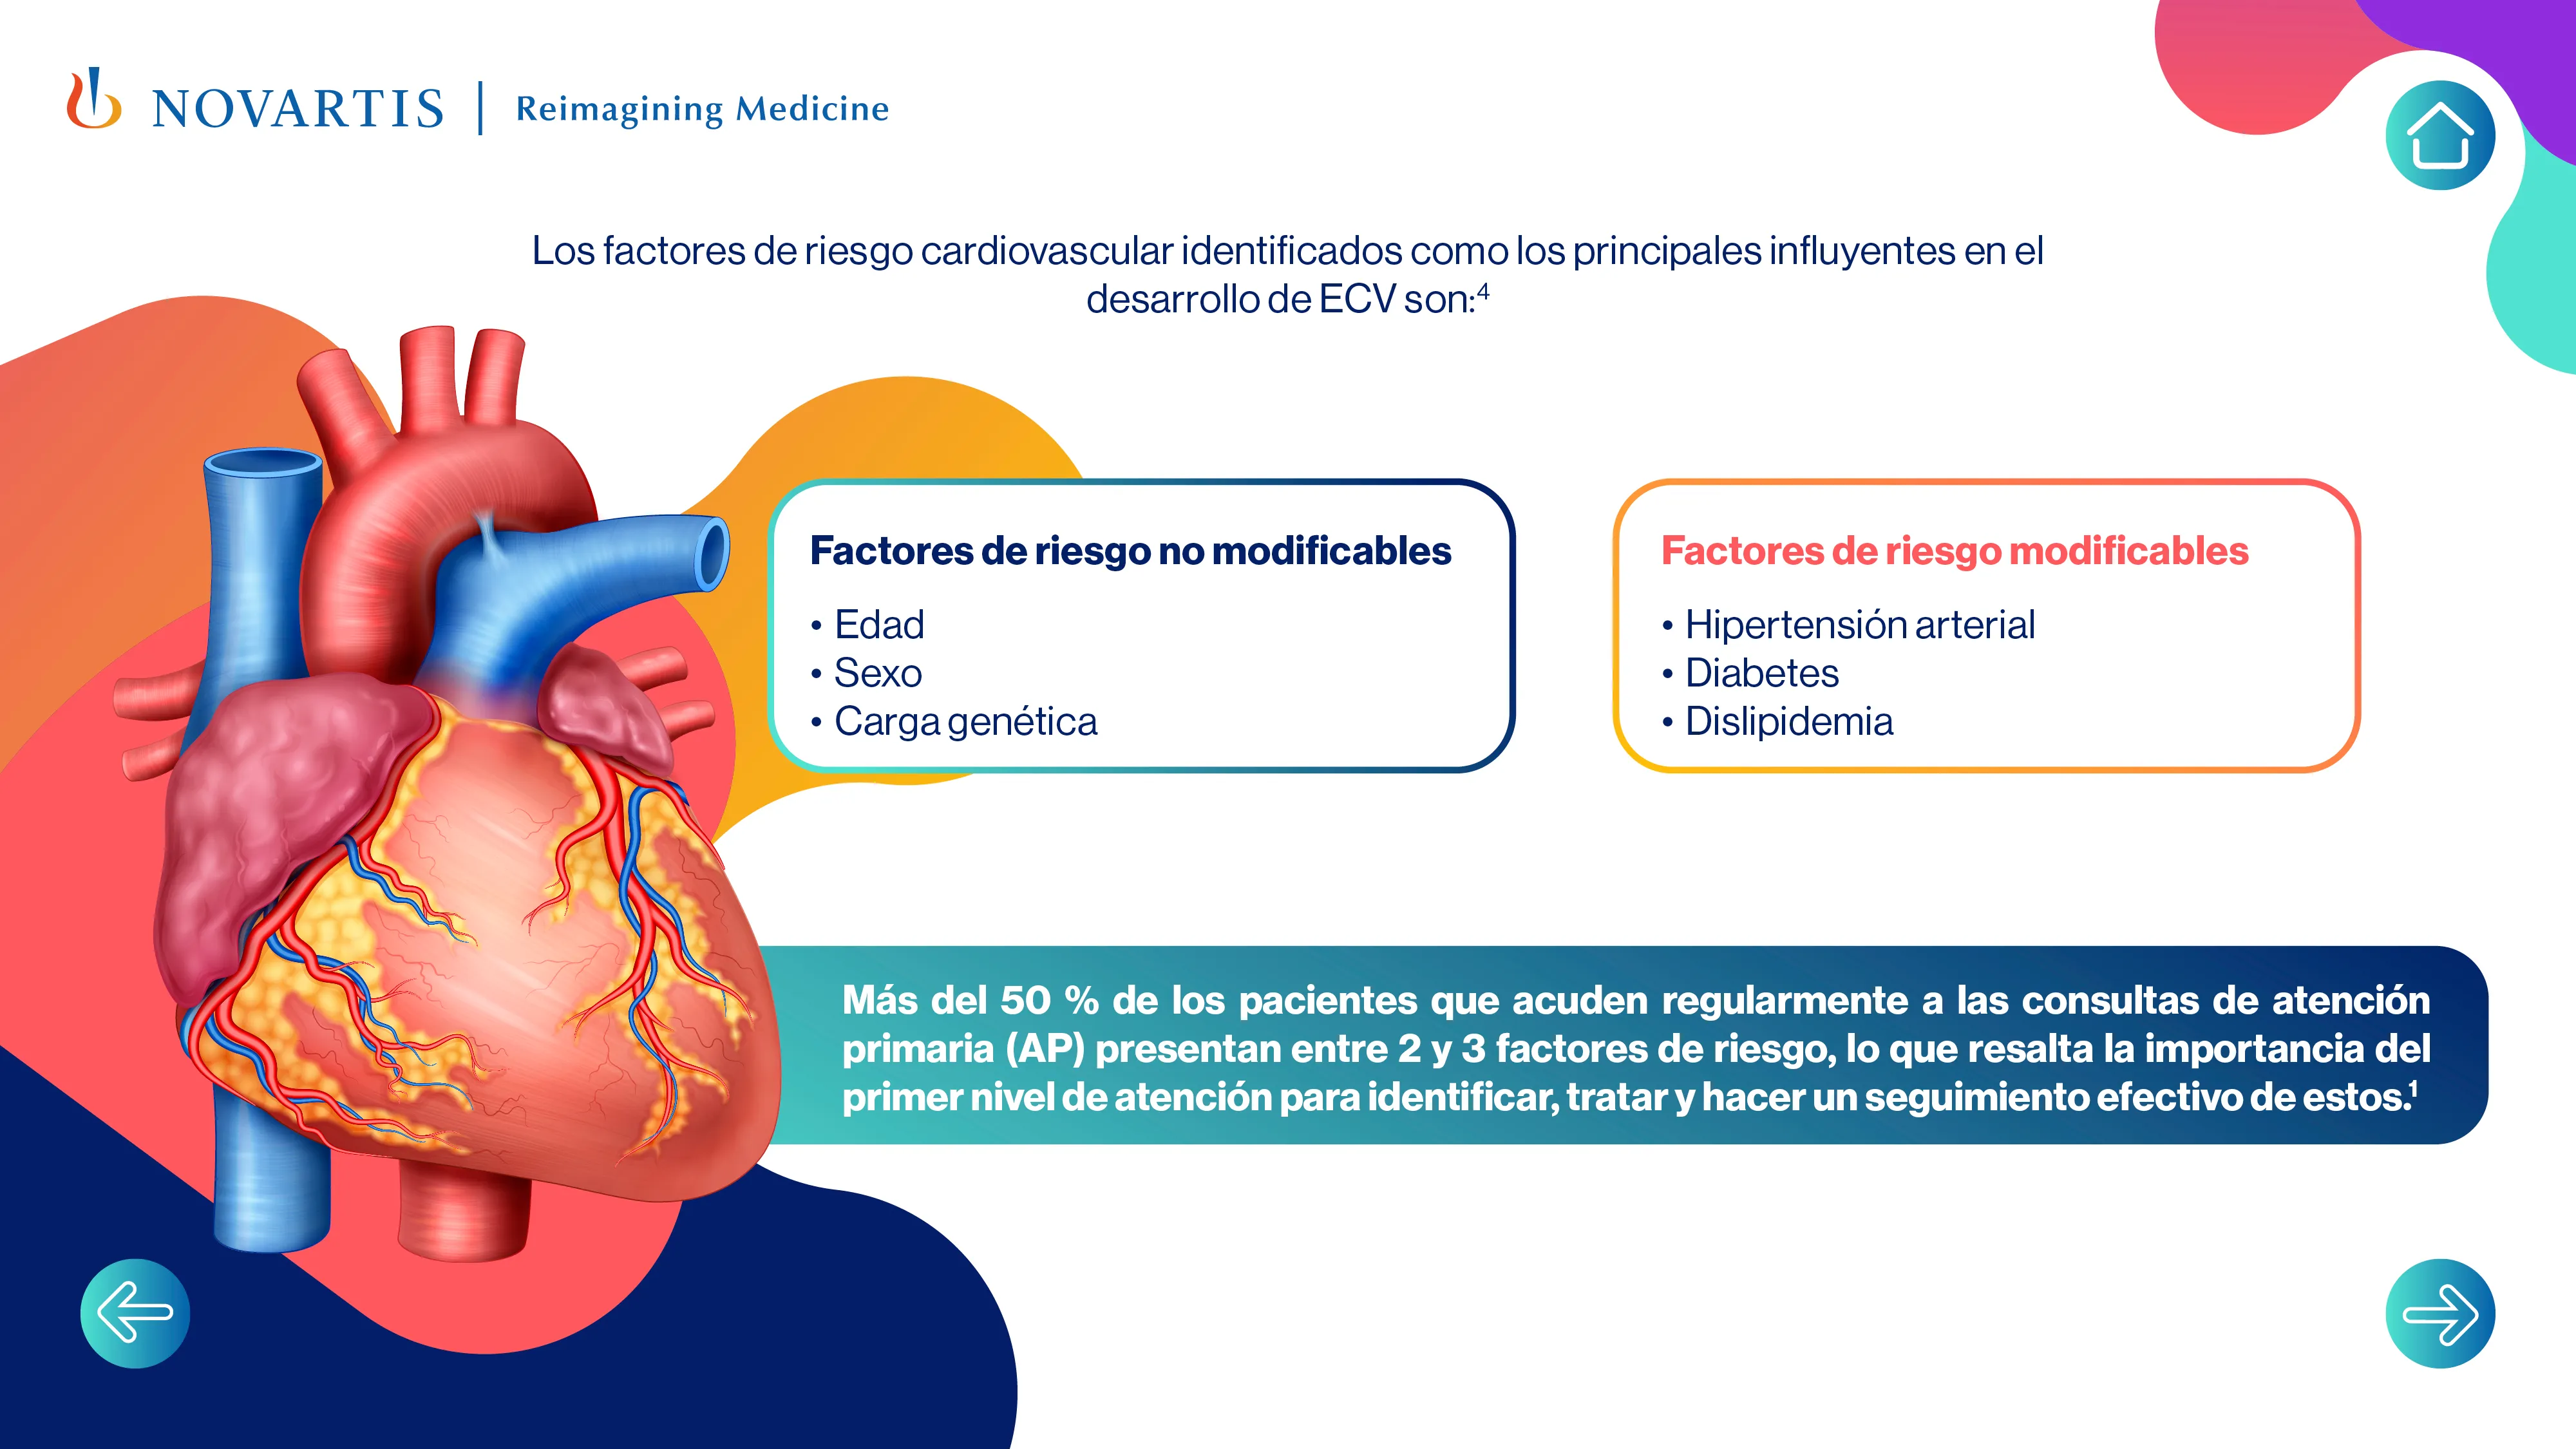 NOVARTIS | Reimagining Medicine
Los factores de riesgo cardiovascular identificados como los principales influyentes en el
desarrollo de ECV son:⁴
Factores de riesgo no modificables
• Edad
• Sexo
• Carga genética
Factores de riesgo modificables
• Hipertensión arterial
• Diabetes
• Dislipidemia
Más del 50 % de los pacientes que acuden regularmente a las consultas de atención
primaria (AP) presentan entre 2 y 3 factores de riesgo, lo que resalta la importancia del
primer nivel de atención para identificar, tratar y hacer un seguimiento efectivo de estos.¹